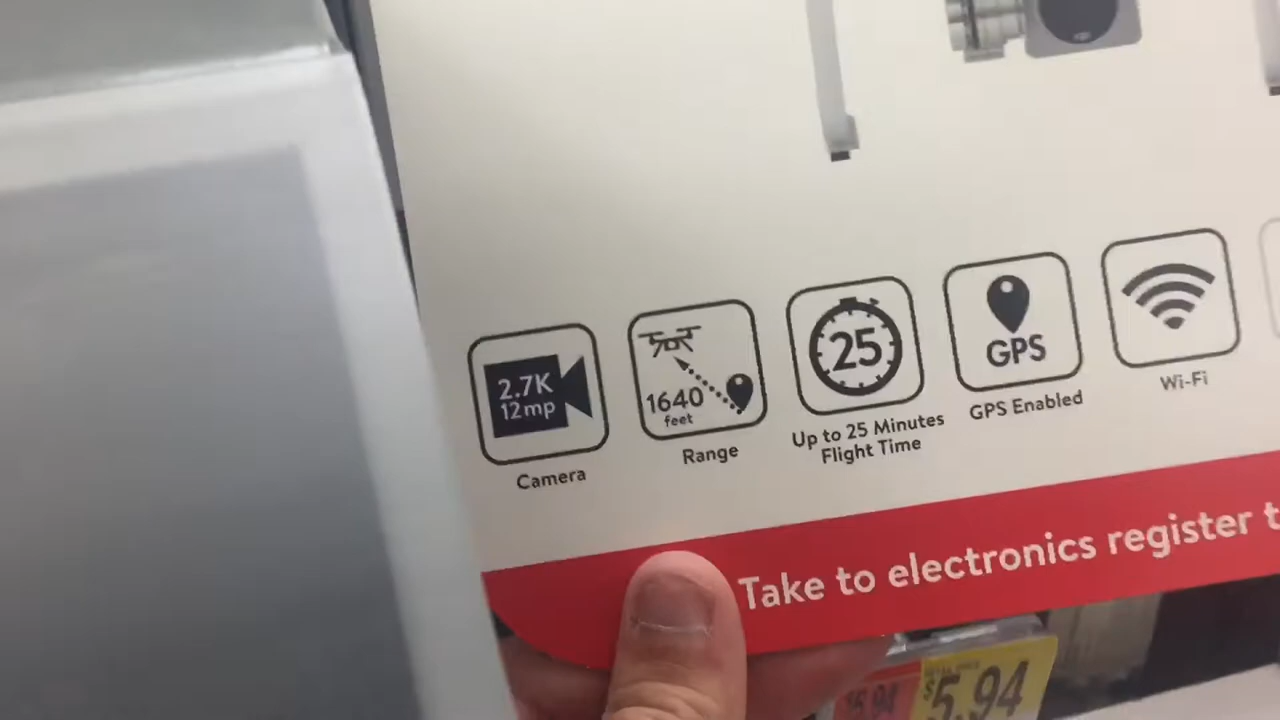 2.7K
12mp
Camera
1640
feet
Range
25
Up to 25 Minutes
Flight Time
GPS
GPS Enabled
Wi-Fi
Take to electronics register
$5.94